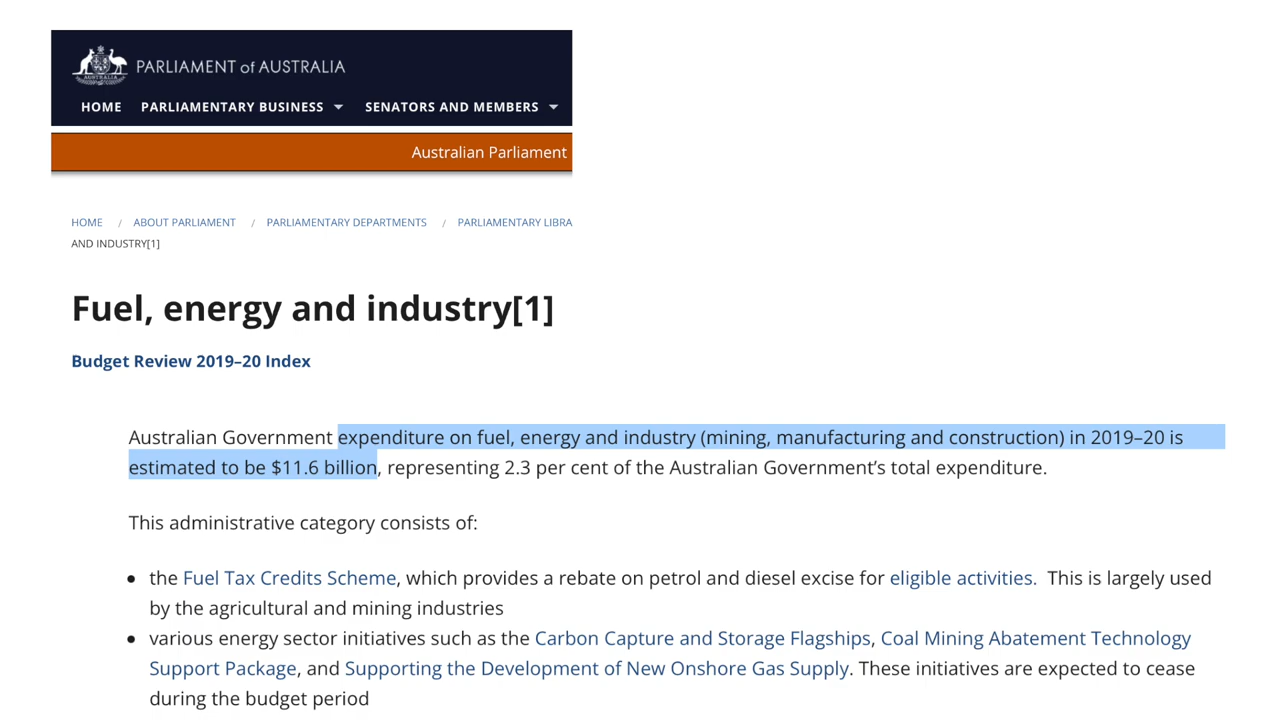 AUSTRALIA
PARLIAMENT of AUSTRALIA
HOME PARLIAMENTARY BUSINESS SENATORS AND MEMBERS
Australian Parliament
HOME / ABOUT PARLIAMENT / PARLIAMENTARY DEPARTMENTS / PARLIAMENTARY LIBRA
AND INDUSTRY[1]
Fuel, energy and industry[1]
Budget Review 2019–20 Index
Australian Government expenditure on fuel, energy and industry (mining, manufacturing and construction) in 2019–20 is
estimated to be $11.6 billion, representing 2.3 per cent of the Australian Government’s total expenditure.
This administrative category consists of:
• the Fuel Tax Credits Scheme, which provides a rebate on petrol and diesel excise for eligible activities. This is largely used
by the agricultural and mining industries
• various energy sector initiatives such as the Carbon Capture and Storage Flagships, Coal Mining Abatement Technology
Support Package, and Supporting the Development of New Onshore Gas Supply. These initiatives are expected to cease
during the budget period